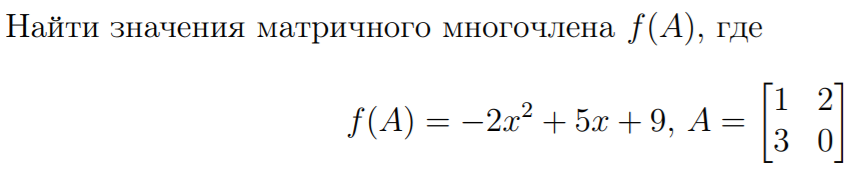 Найти значения матричного многочлена f(A), где
f(A) = −2x² + 5x + 9, A = [1 2
3 0]